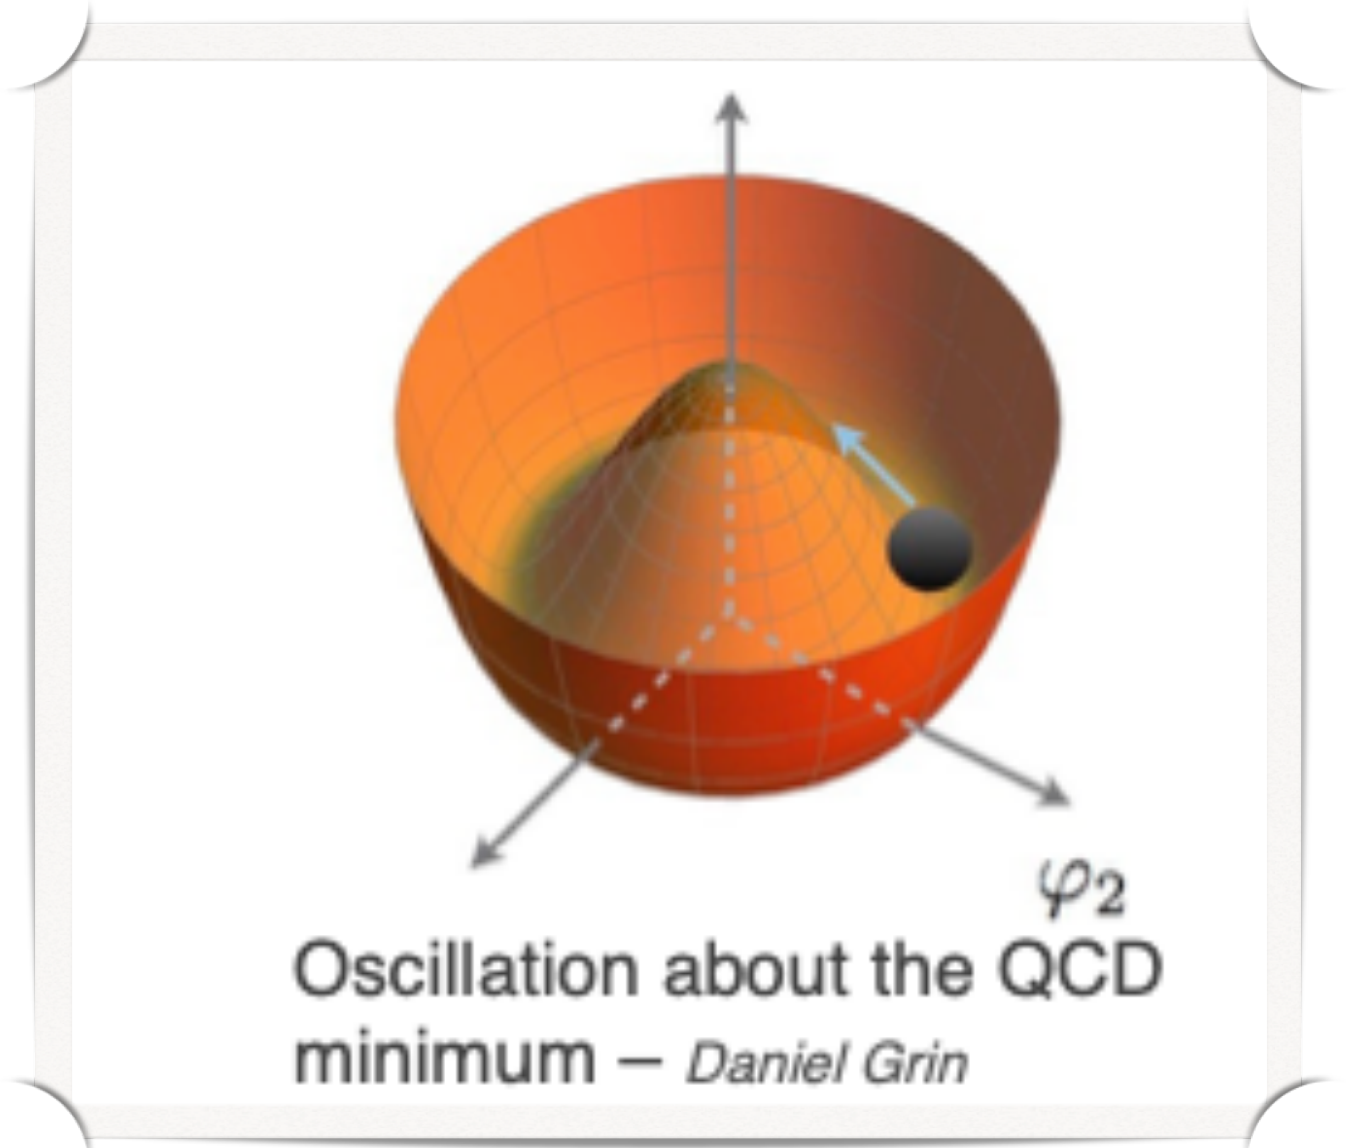 φ₂
Oscillation about the QCD
minimum – Daniel Grin